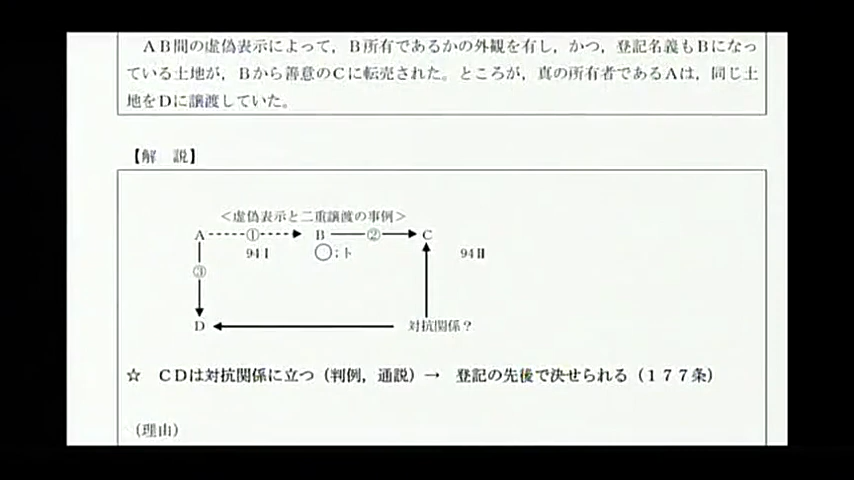 ＡＢ間の虚偽表示によって，Ｂ所有であるかの外観を有し，かつ，登記名義もＢになっ
ている土地が，Ｂから善意のＣに転売された。ところが，真の所有者であるＡは，同じ土
地をＤに譲渡していた。
【解　説】
＜虚偽表示と二重譲渡の事例＞
Ａ ① Ｂ ② Ｃ
94Ⅰ ◯；ト 94Ⅱ
③
Ｄ 対抗関係？
☆　ＣＤは対抗関係に立つ（判例，通説）→　登記の先後で決せられる（１７７条）
（理由）